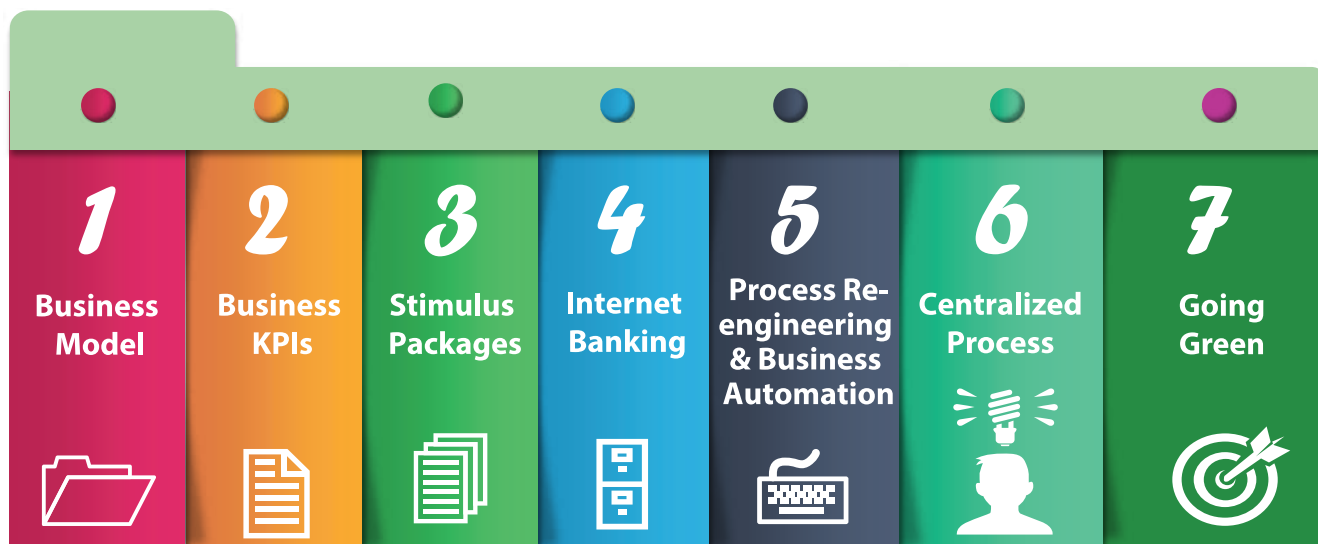 1
Business
Model
2
Business
KPIs
3
Stimulus
Packages
4
Internet
Banking
5
Process Re-
engineering
& Business
Automation
6
Centralized
Process
7
Going
Green